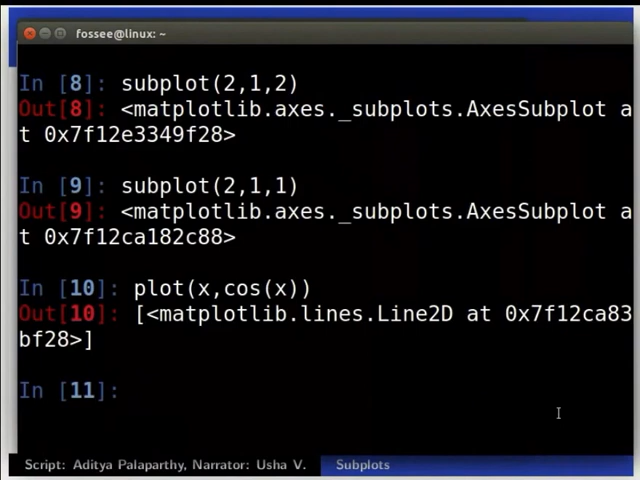 fossee@linux: ~
In [8]: subplot(2,1,2)
Out[8]: <matplotlib.axes._subplots.AxesSubplot a
t 0x7f12e3349f28>
In [9]: subplot(2,1,1)
Out[9]: <matplotlib.axes._subplots.AxesSubplot a
t 0x7f12ca182c88>
In [10]: plot(x,cos(x))
Out[10]: [<matplotlib.lines.Line2D at 0x7f12ca83
bf28>]
In [11]:
Script: Aditya Palaparthy, Narrator: Usha V. Subplots